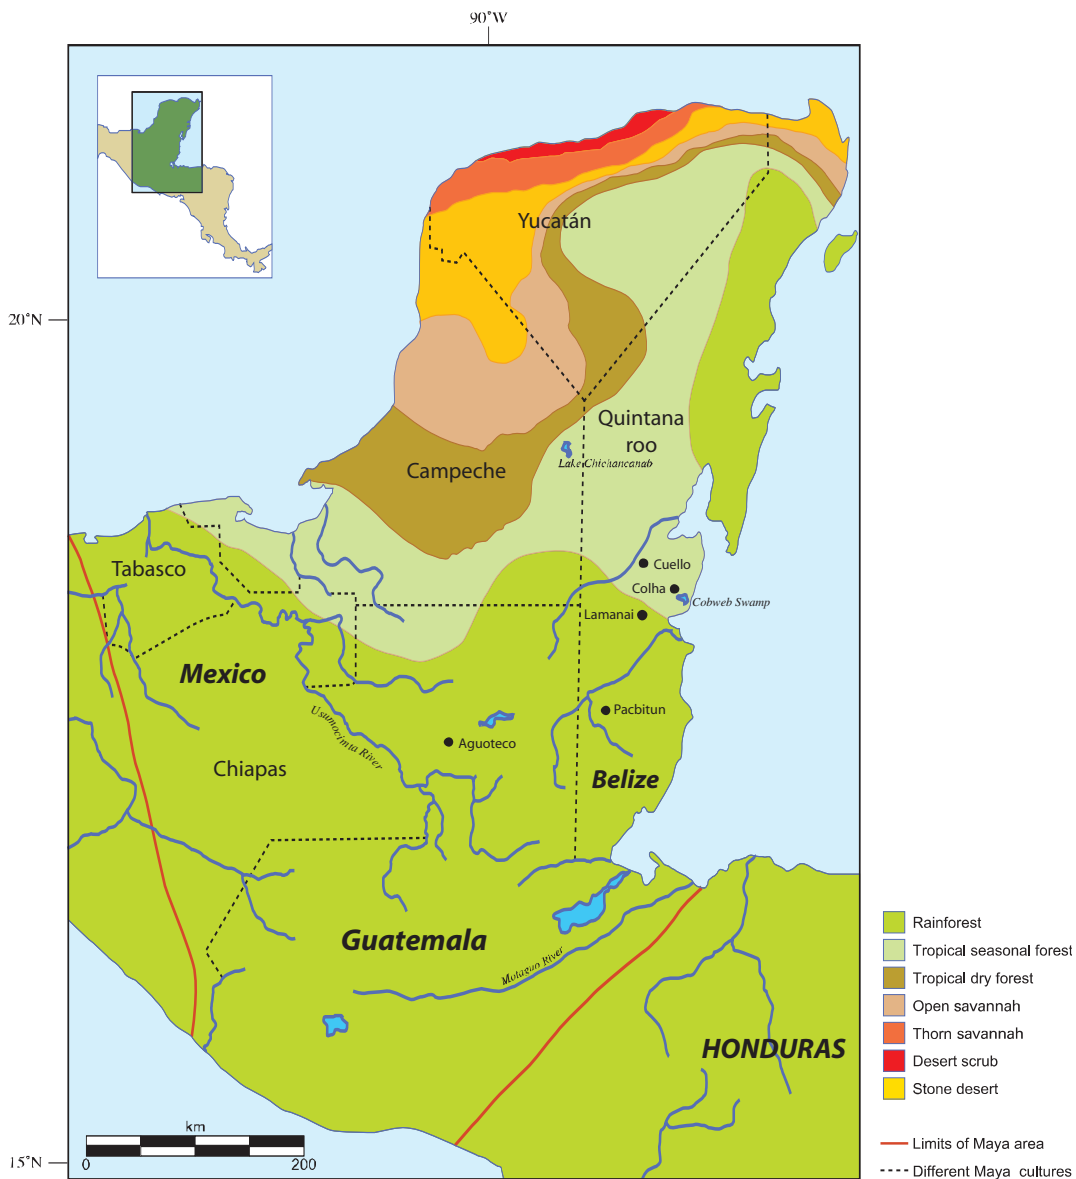 90˚W
20˚N
Yucatán
Quintana
roo
Lake Chichancanab
Campeche
Tabasco
Cuello
Colha
Cobweb Swamp
Lamanai
Mexico
Usumocimta River
Pacbitun
Aguoteco
Chiapas
Belize
Guatemala
Motagun River
HONDURAS
km
0
200
15˚N
Rainforest
Tropical seasonal forest
Tropical dry forest
Open savannah
Thorn savannah
Desert scrub
Stone desert
Limits of Maya area
Different Maya cultures